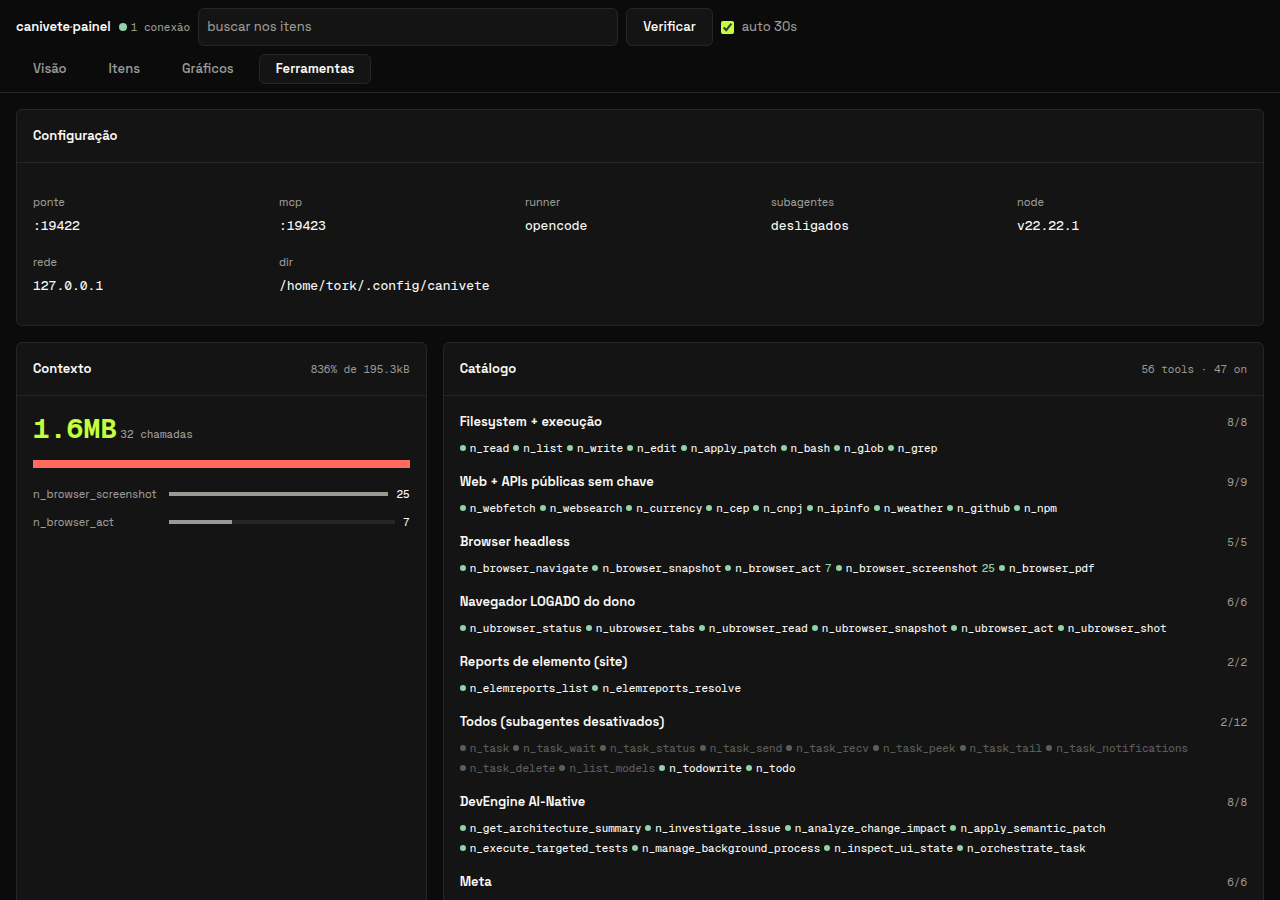 canivete·painel 1 conexão buscar nos itens Verificar auto 30s
Visão Itens Gráficos Ferramentas
Configuração
ponte mcp runner subagentes node
:19422 :19423 opencode desligados v22.22.1
rede dir
127.0.0.1 /home/tork/.config/canivete
Contexto 836% de 195.3kB
1.6MB 32 chamadas
n_browser_screenshot 25
n_browser_act 7
Catálogo 56 tools · 47 on
Filesystem + execução 8/8
n_read n_list n_write n_edit n_apply_patch n_bash n_glob n_grep
Web + APIs públicas sem chave 9/9
n_webfetch n_websearch n_currency n_cep n_cnpj n_ipinfo n_weather n_github n_npm
Browser headless 5/5
n_browser_navigate n_browser_snapshot n_browser_act 7 n_browser_screenshot 25 n_browser_pdf
Navegador LOGADO do dono 6/6
n_ubrowser_status n_ubrowser_tabs n_ubrowser_read n_ubrowser_snapshot n_ubrowser_act n_ubrowser_shot
Reports de elemento (site) 2/2
n_elemreports_list n_elemreports_resolve
Todos (subagentes desativados) 2/12
n_task n_task_wait n_task_status n_task_send n_task_recv n_task_peek n_task_tail n_task_notifications
n_task_delete n_list_models n_todowrite n_todo
DevEngine AI-Native 8/8
n_get_architecture_summary n_investigate_issue n_analyze_change_impact n_apply_semantic_patch
n_execute_targeted_tests n_manage_background_process n_inspect_ui_state n_orchestrate_task
Meta 6/6